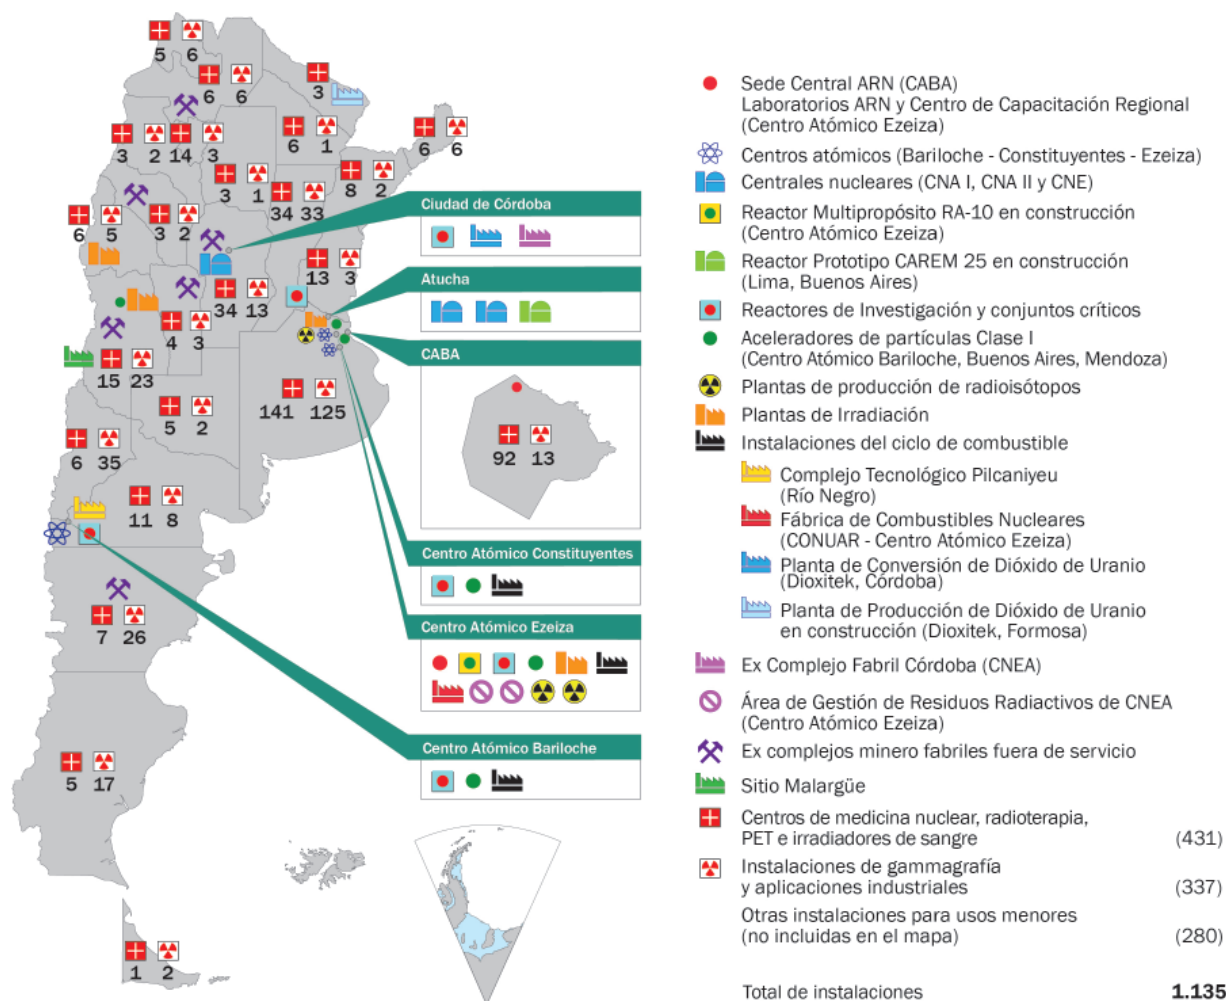 5 6
6 6
3
3 2 14 3
6 1
6 6
3 1
8 2
34 33
6 5
3 2
13 3
34 13
4 3
15 23
141 125
5 2
6 35
11 8
7 26
5 17
1 2
Ciudad de Córdoba
Atucha
CABA
92 13
Centro Atómico Constituyentes
Centro Atómico Ezeiza
Centro Atómico Bariloche
Sede Central ARN (CABA)
Laboratorios ARN y Centro de Capacitación Regional
(Centro Atómico Ezeiza)
Centros atómicos (Bariloche - Constituyentes - Ezeiza)
Centrales nucleares (CNA I, CNA II y CNE)
Reactor Multipropósito RA-10 en construcción
(Centro Atómico Ezeiza)
Reactor Prototipo CAREM 25 en construcción
(Lima, Buenos Aires)
Reactores de Investigación y conjuntos críticos
Aceleradores de partículas Clase I
(Centro Atómico Bariloche, Buenos Aires, Mendoza)
Plantas de producción de radioisótopos
Plantas de Irradiación
Instalaciones del ciclo de combustible
Complejo Tecnológico Pilcaniyeu
(Río Negro)
Fábrica de Combustibles Nucleares
(CONUAR - Centro Atómico Ezeiza)
Planta de Conversión de Dióxido de Uranio
(Dioxitek, Córdoba)
Planta de Producción de Dióxido de Uranio
en construcción (Dioxitek, Formosa)
Ex Complejo Fabril Córdoba (CNEA)
Área de Gestión de Residuos Radiactivos de CNEA
(Centro Atómico Ezeiza)
Ex complejos minero fabriles fuera de servicio
Sitio Malargüe
Centros de medicina nuclear, radioterapia,
PET e irradiadores de sangre (431)
Instalaciones de gammagrafía
y aplicaciones industriales (337)
Otras instalaciones para usos menores
(no incluidas en el mapa) (280)
Total de instalaciones 1.135